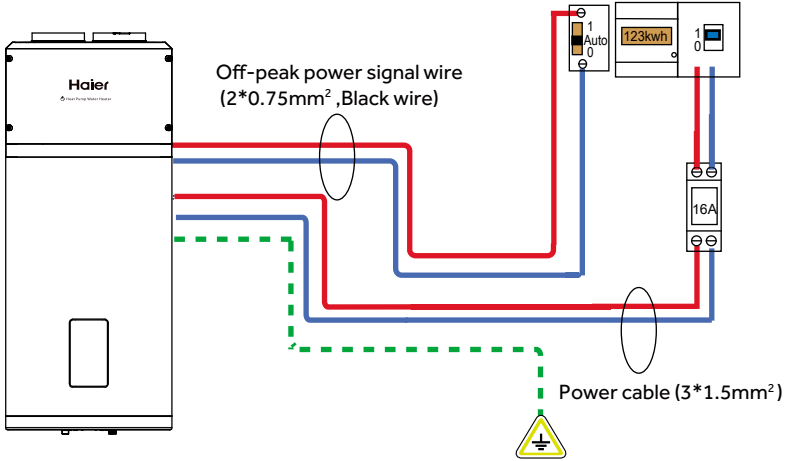 Haier
Heat Pump Water Heater
Off-peak power signal wire
(2*0.75mm² ,Black wire)
1
Auto
0
123kwh
1
0
16A
Power cable (3*1.5mm²)